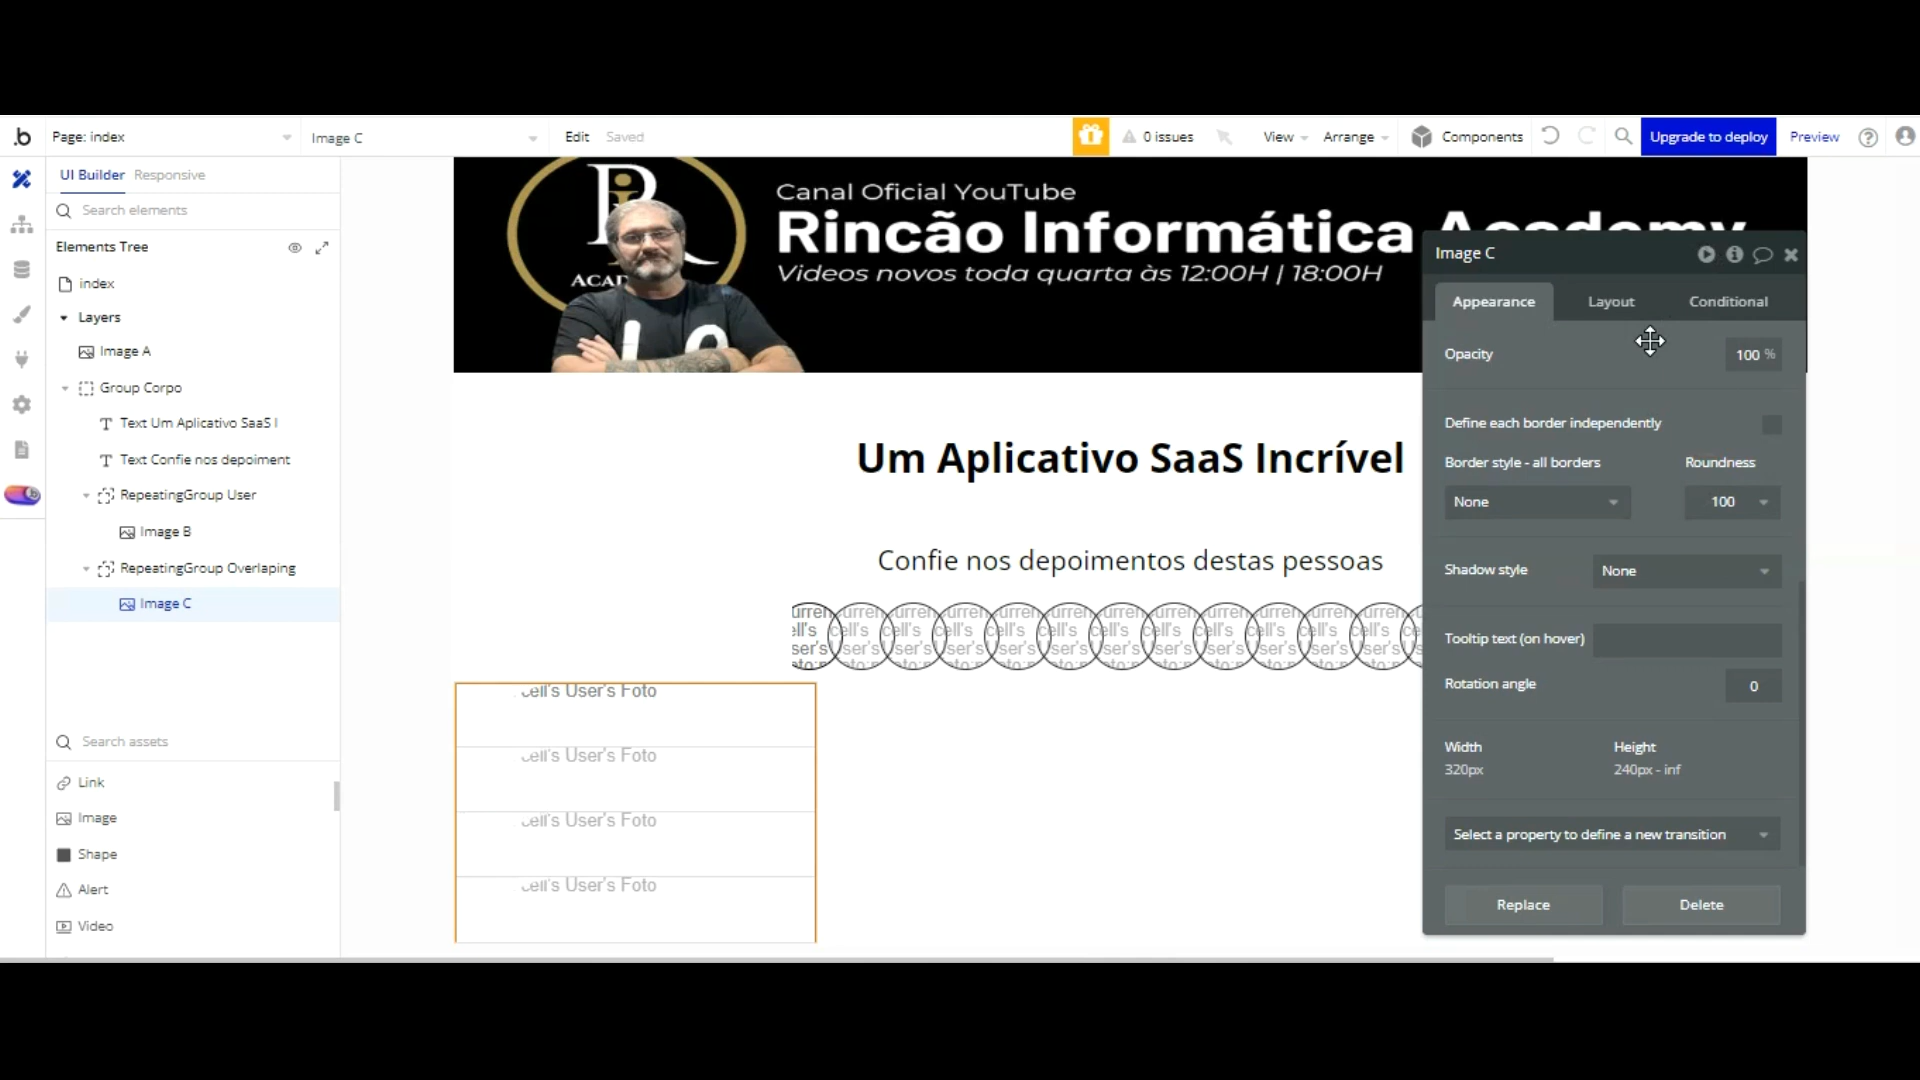 .b Page: index Image C Edit Saved 0 issues View Arrange Components Upgrade to deploy Preview
UI Builder Responsive
Search elements
Elements Tree
index
Layers
Image A
Group Corpo
Text Um Aplicativo SaaS I
Text Confie nos depoiment
RepeatingGroup User
Image B
RepeatingGroup Overlaping
Image C
Search assets
Link
Image
Shape
Alert
Video
Canal Oficial YouTube
Rincão Informática Academy
Videos novos toda quarta às 12:00H | 18:00H
ACAD
Um Aplicativo SaaS Incrível
Confie nos depoimentos destas pessoas
cell's User's Foto
cell's User's Foto
cell's User's Foto
cell's User's Foto
Image C
Appearance Layout Conditional
Opacity 100 %
Define each border independently
Border style - all borders Roundness
None 100
Shadow style None
Tooltip text (on hover)
Rotation angle 0
Width Height
320px 240px - inf
Select a property to define a new transition
Replace Delete